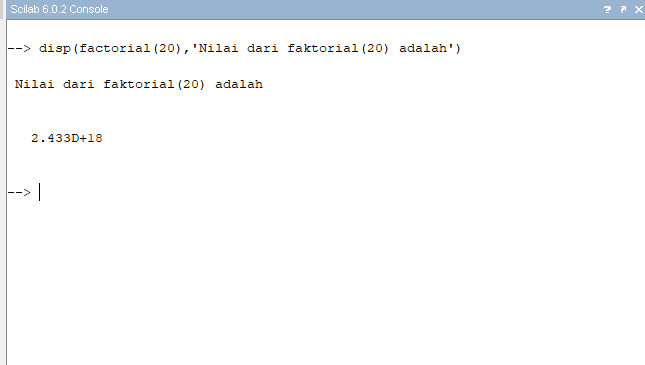 Scilab 6.0.2 Console
--> disp(factorial(20),'Nilai dari faktorial(20) adalah')
Nilai dari faktorial(20) adalah
2.433D+18
-->